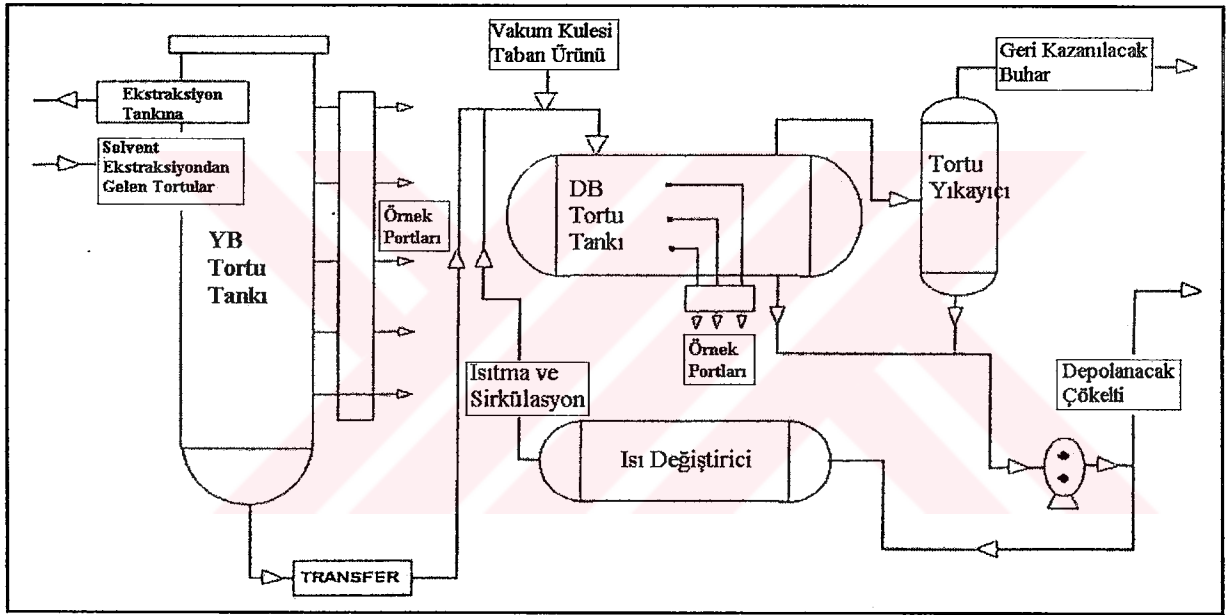 Vakum Kulesi
Taban Ürünü
Geri Kazanılacak
Buhar
Ekstraksiyon
Tankına
Solvent
Ekstraksiyondan
Gelen Tortular
YB
Tortu
Tankı
Örnek
Portları
DB
Tortu
Tankı
Tortu
Yıkayıcı
Örnek
Portları
Isıtma ve
Sirkülasyon
Depolanacak
Çökelti
Isı Değiştirici
TRANSFER